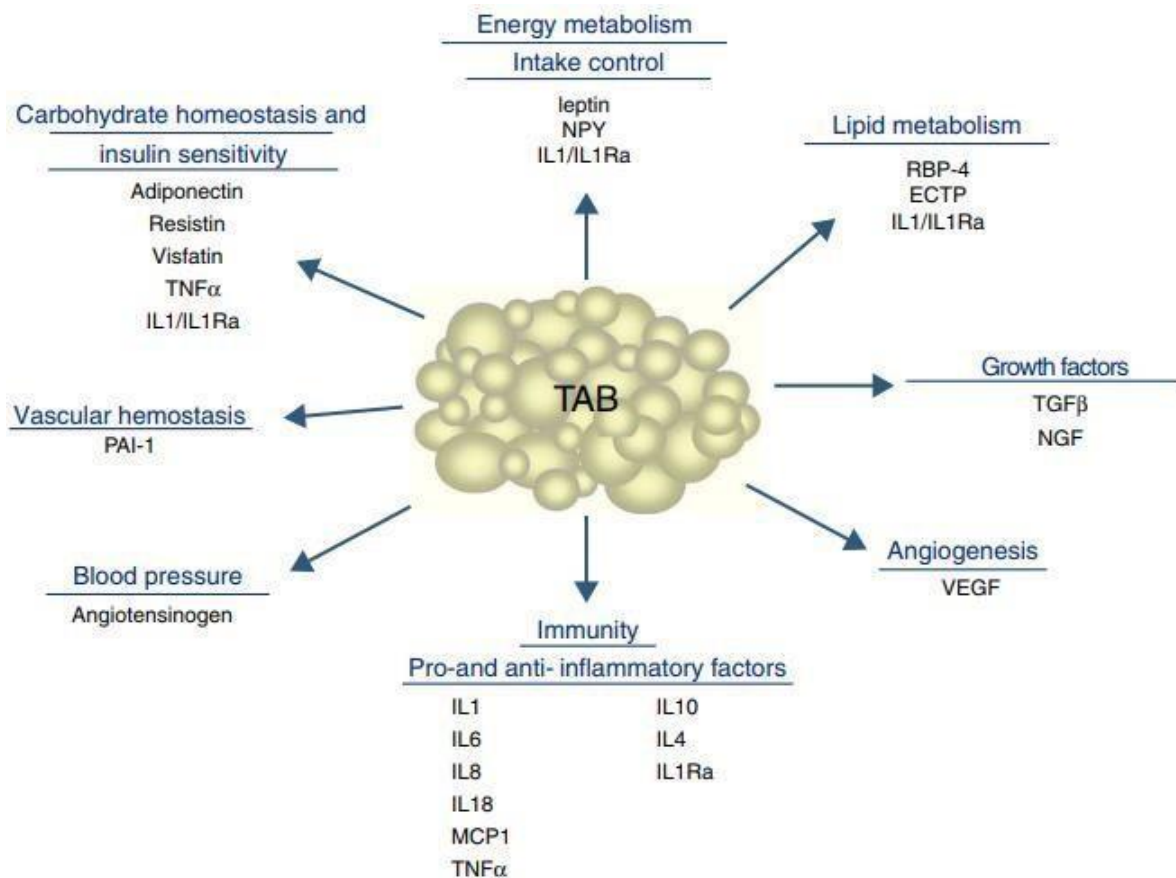 Energy metabolism
Intake control
leptin
NPY
IL1/IL1Ra
Carbohydrate homeostasis and
insulin sensitivity
Adiponectin
Resistin
Visfatin
TNFα
IL1/IL1Ra
Lipid metabolism
RBP-4
ECTP
IL1/IL1Ra
TAB
Growth factors
TGFβ
NGF
Vascular hemostasis
PAI-1
Angiogenesis
VEGF
Blood pressure
Angiotensinogen
Immunity
Pro-and anti- inflammatory factors
IL1
IL6
IL8
IL18
MCP1
TNFα
IL10
IL4
IL1Ra